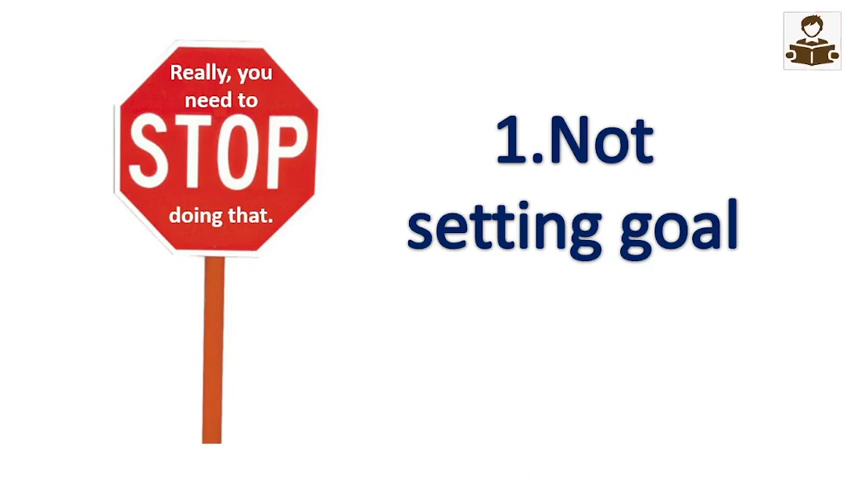 Really, you
need to
STOP
doing that.
1.Not
setting goal